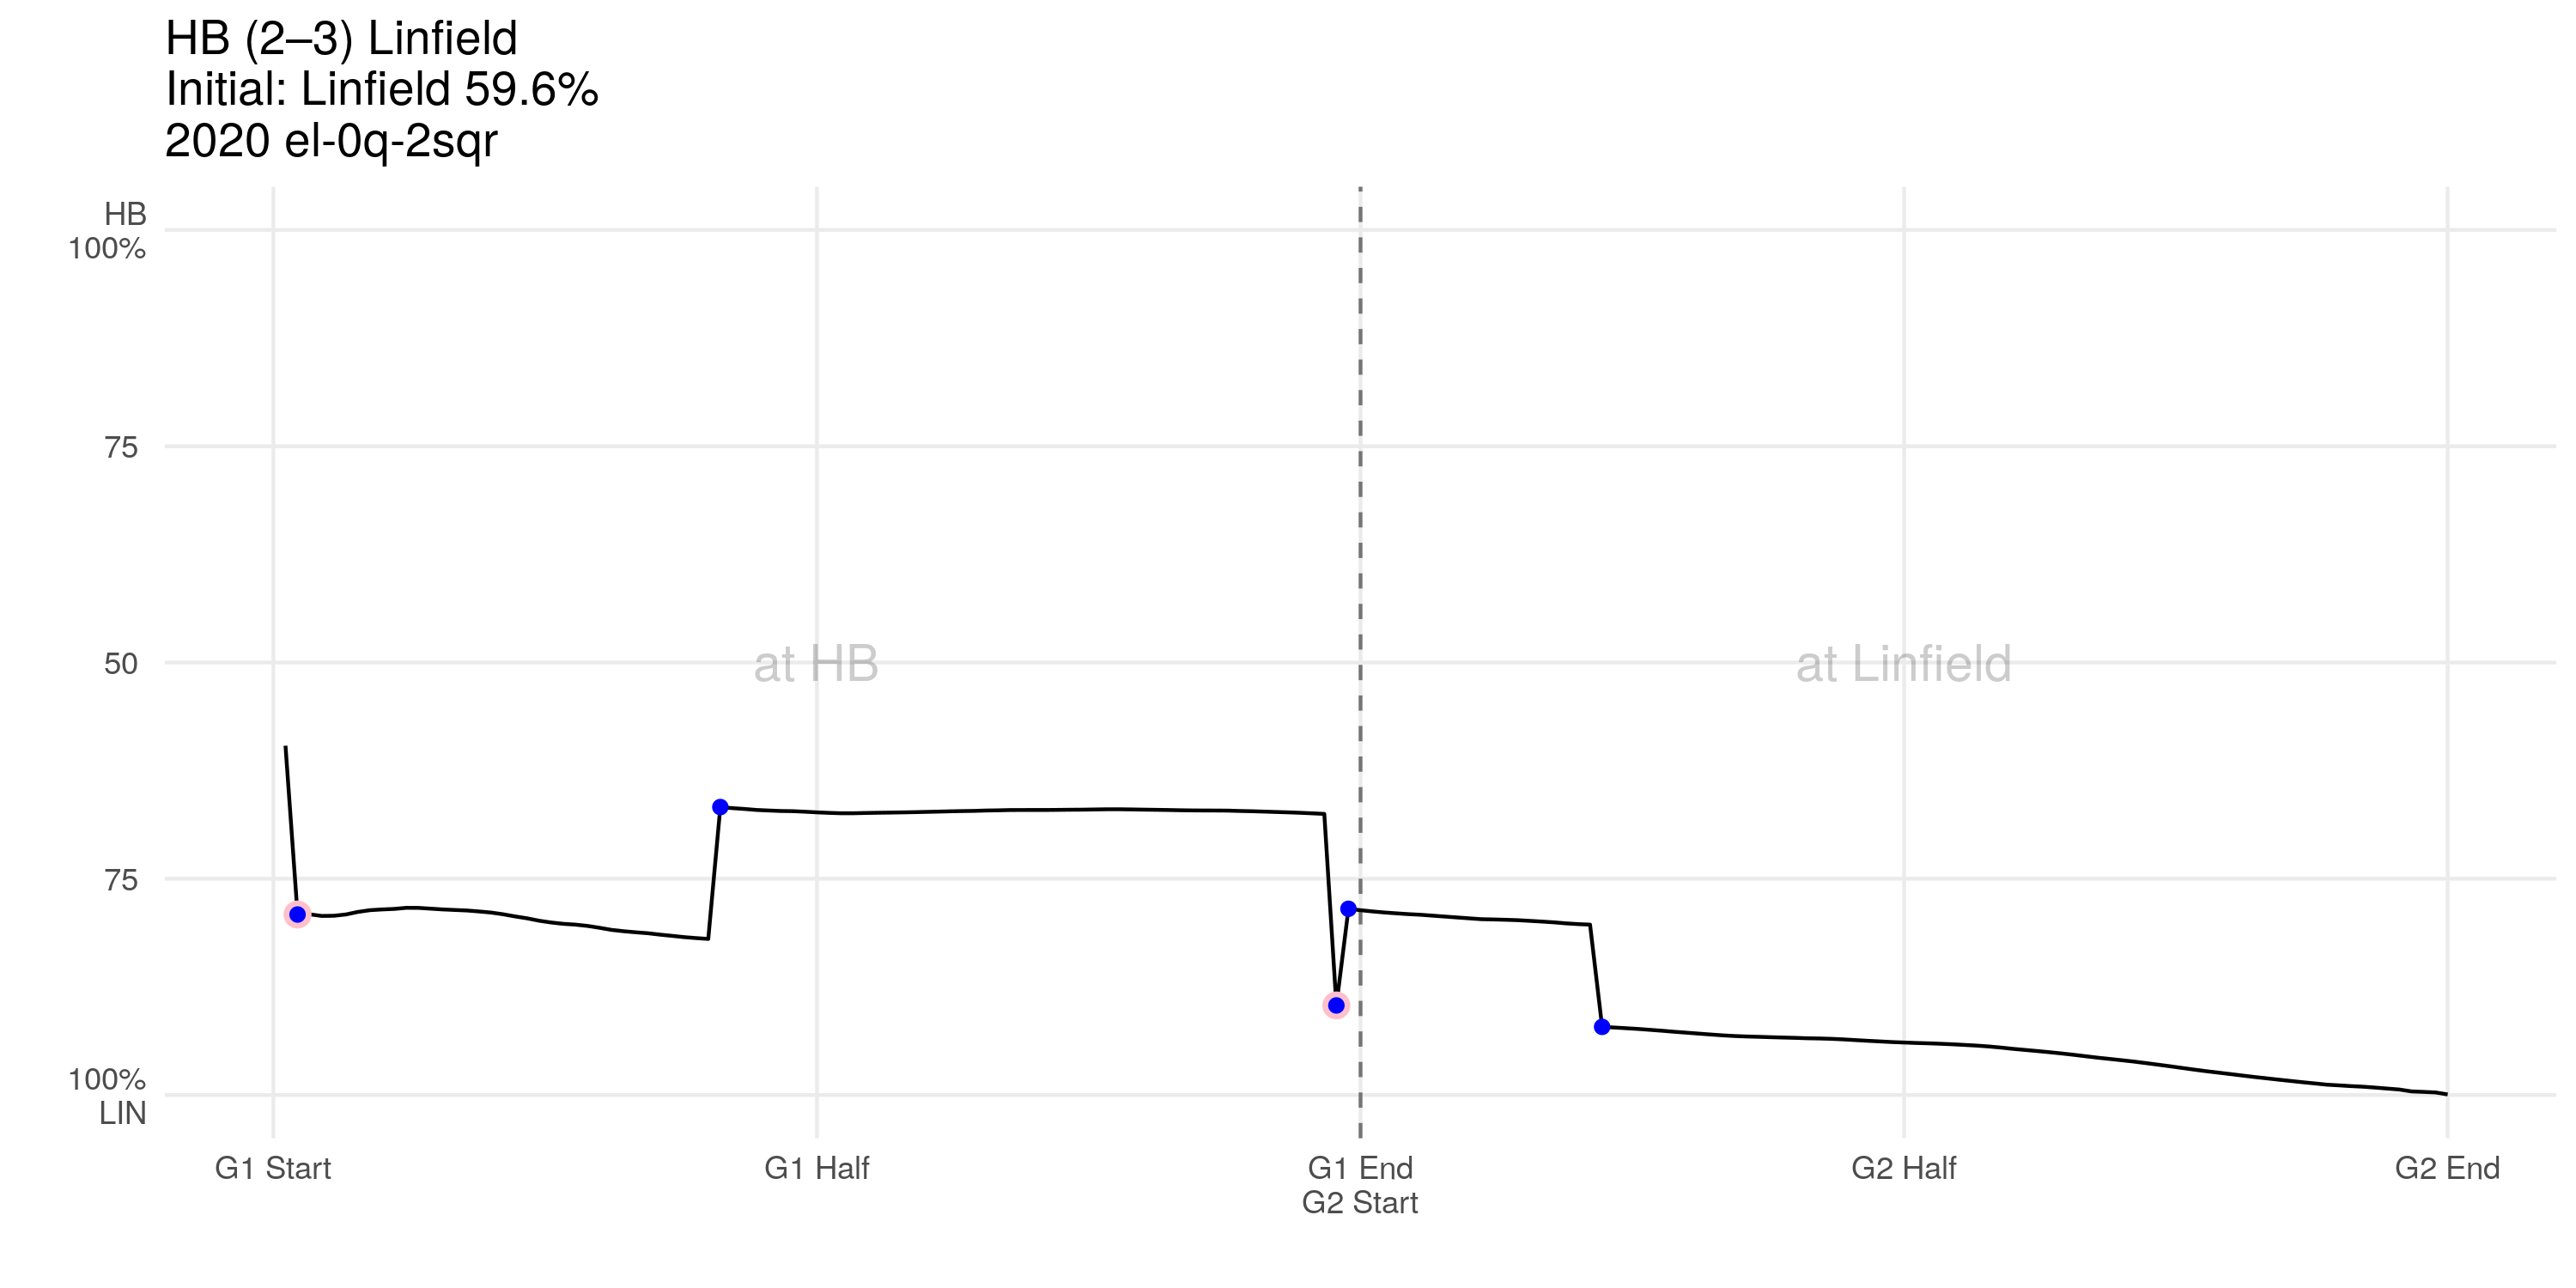 HB (2–3) Linfield
Initial: Linfield 59.6%
2020 el-0q-2sqr
HB
100%
75
50
75
100%
LIN
at HB
at Linfield
G1 Start
G1 Half
G1 End
G2 Start
G2 Half
G2 End